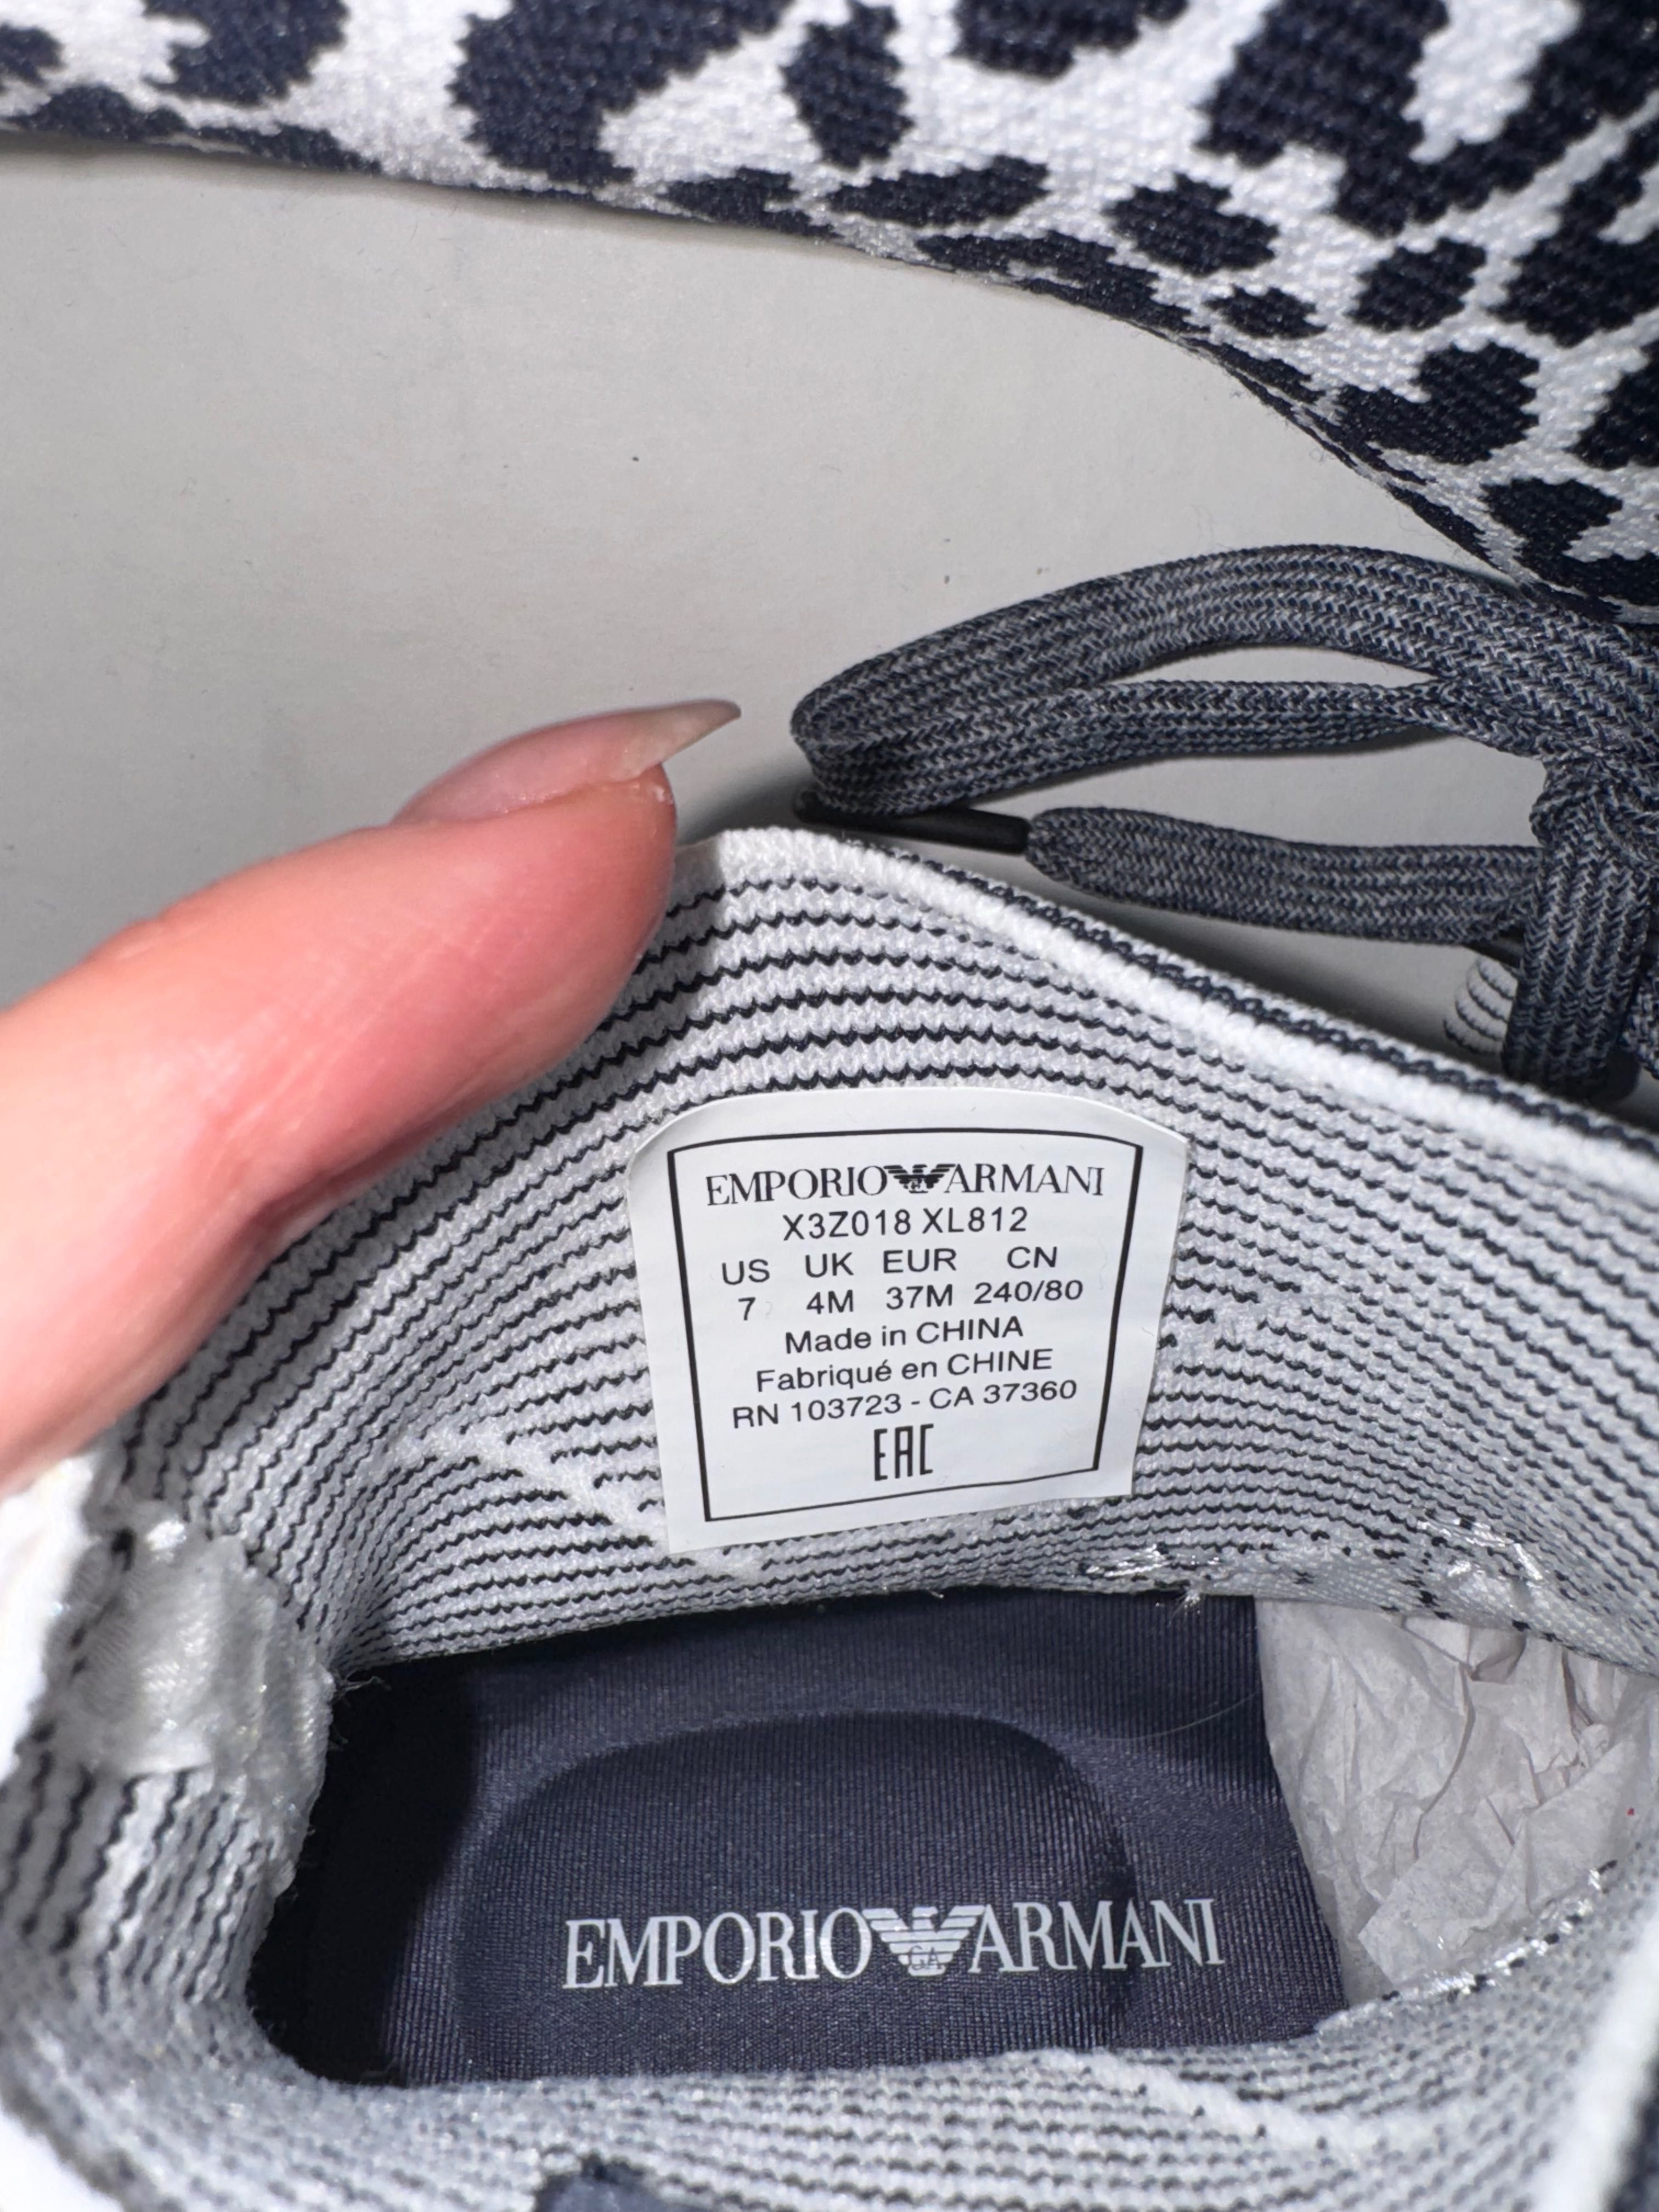 EMPORIO ARMANI
X3Z018 XL812
US UK EUR CN
7 4M 37M 240/80
Made in CHINA
Fabriqué en CHINE
RN 103723 - CA 37360
EAC
EMPORIO GA ARMANI